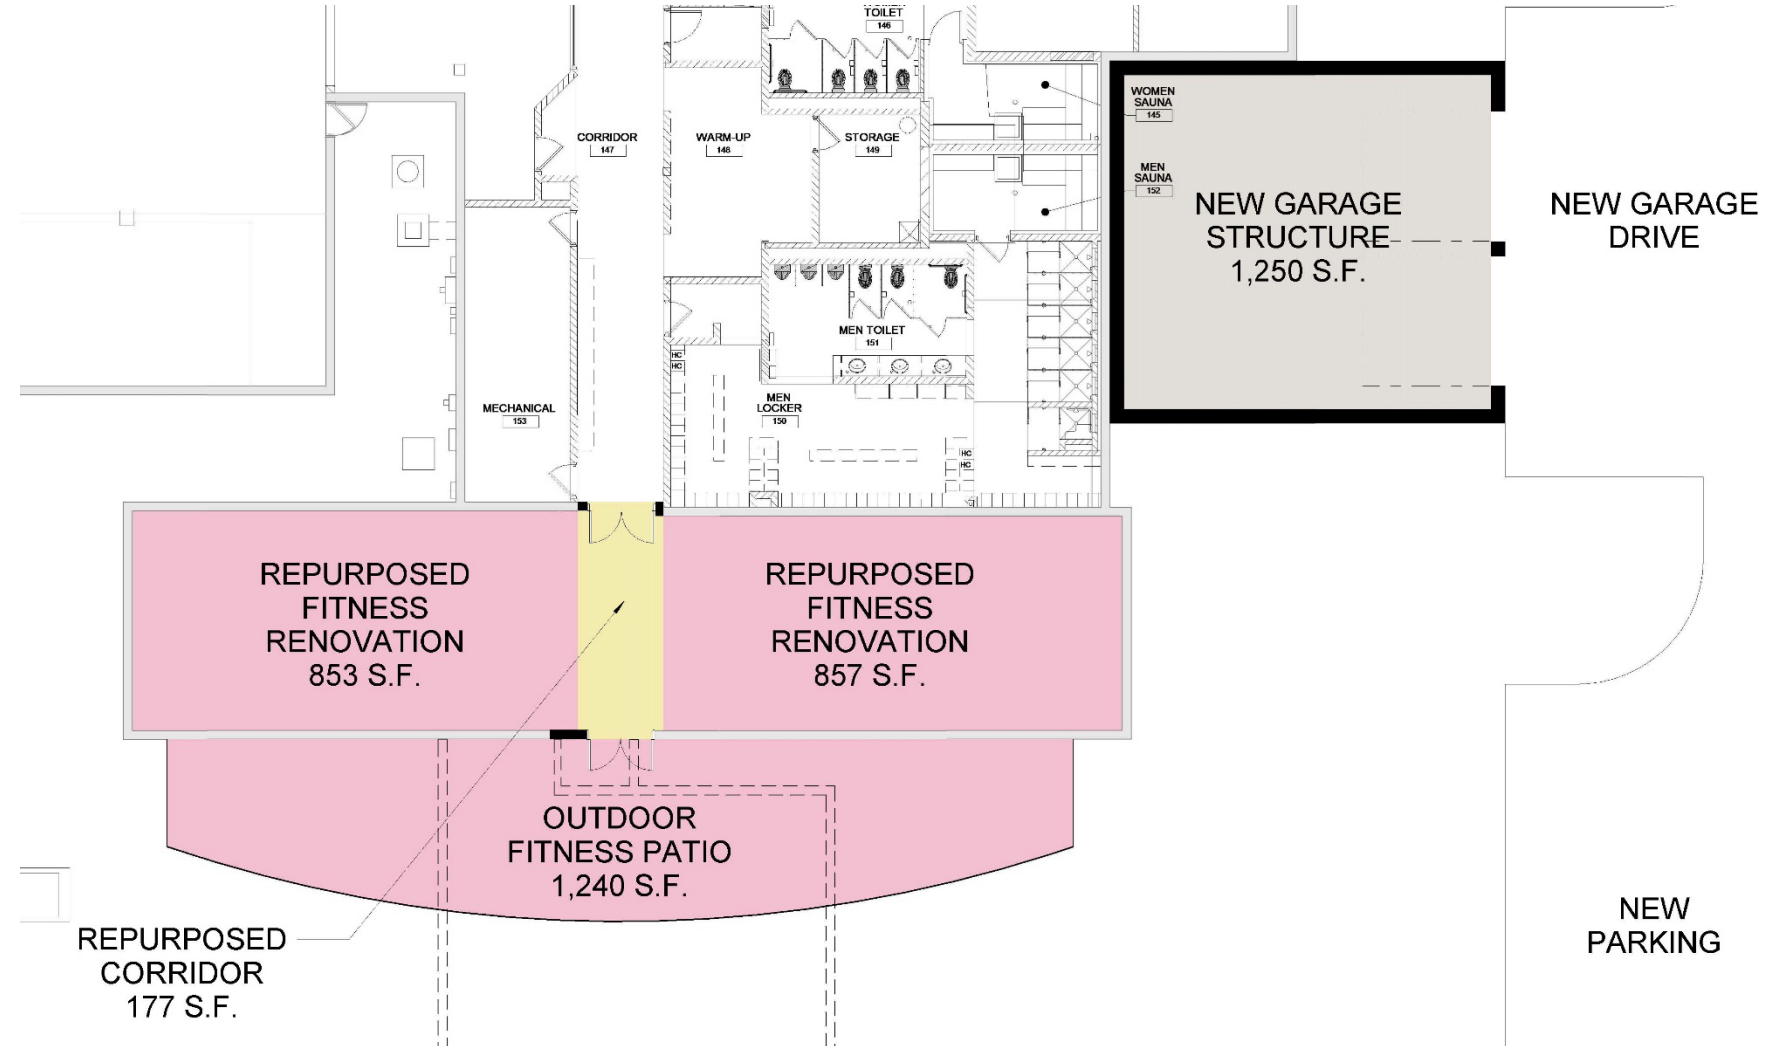 TOILET
146
WOMEN
SAUNA
145
CORRIDOR
147
WARM-UP
148
STORAGE
149
MEN
SAUNA
152
NEW GARAGE
STRUCTURE
1,250 S.F.
NEW GARAGE
DRIVE
MEN TOILET
151
HC
HC
MECHANICAL
153
MEN
LOCKER
150
HC
HC
REPURPOSED
FITNESS
RENOVATION
853 S.F.
REPURPOSED
FITNESS
RENOVATION
857 S.F.
OUTDOOR
FITNESS PATIO
1,240 S.F.
REPURPOSED
CORRIDOR
177 S.F.
NEW
PARKING